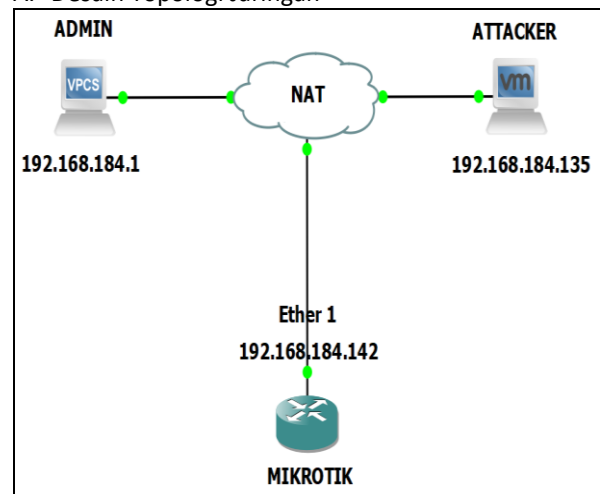 ADMIN
ATTACKER
VPCS
NAT
vm
192.168.184.1
192.168.184.135
Ether 1
192.168.184.142
MIKROTIK